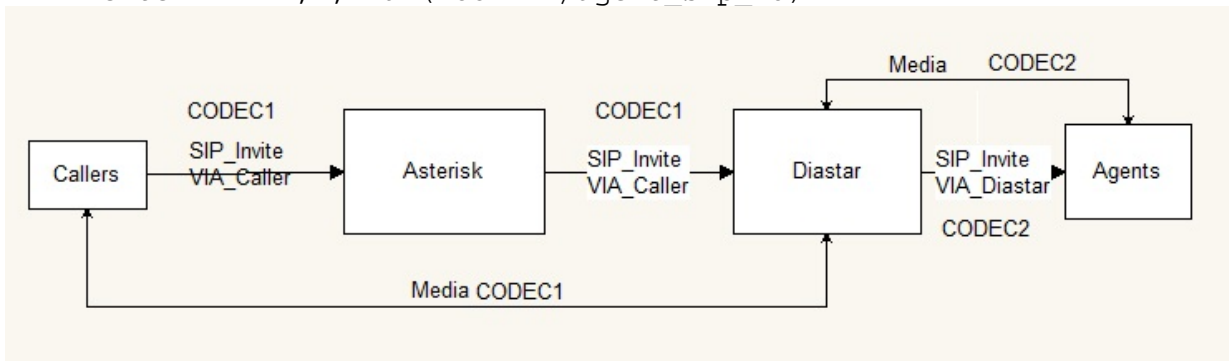 Media CODEC2
CODEC1
CODEC1
SIP_Invite
VIA_Caller
SIP_Invite
VIA_Caller
SIP_Invite
VIA_Diastar
Callers
Asterisk
Diastar
Agents
CODEC2
Media CODEC1